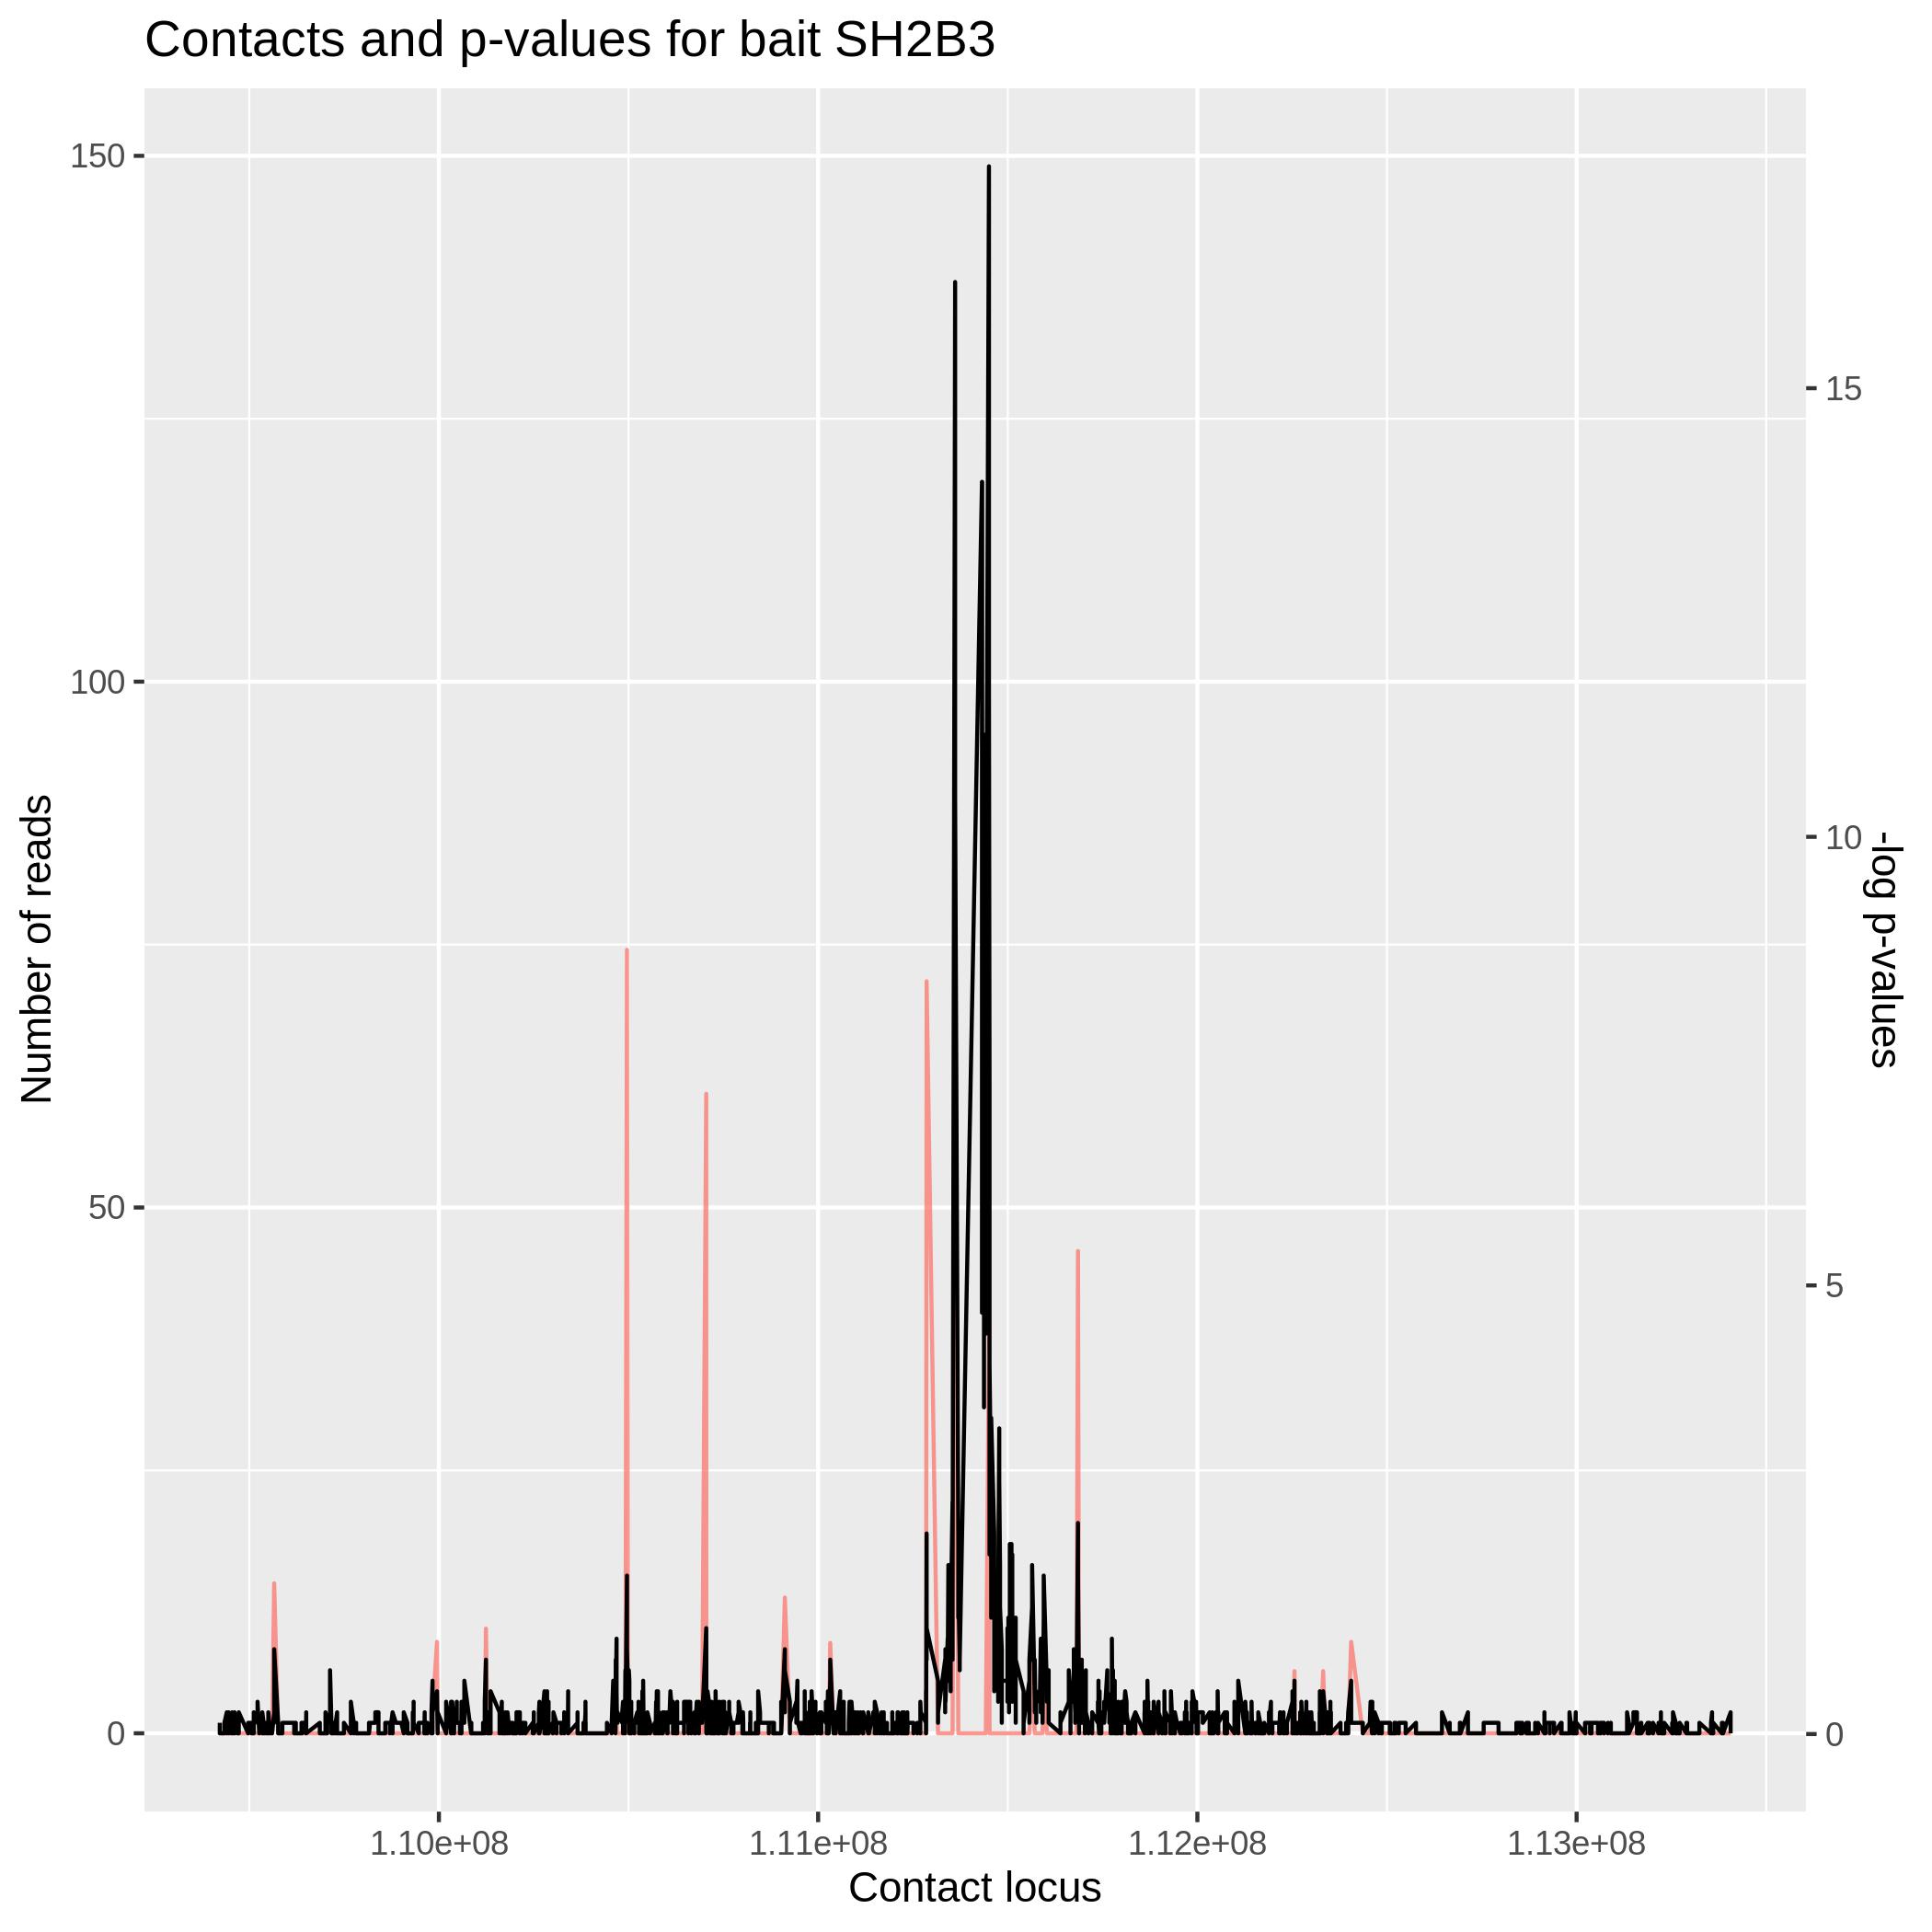 Contacts and p-values for bait SH2B3
150
100
50
0
Number of reads
15
10
5
0
-log p-values
1.10e+08
1.11e+08
1.12e+08
1.13e+08
Contact locus